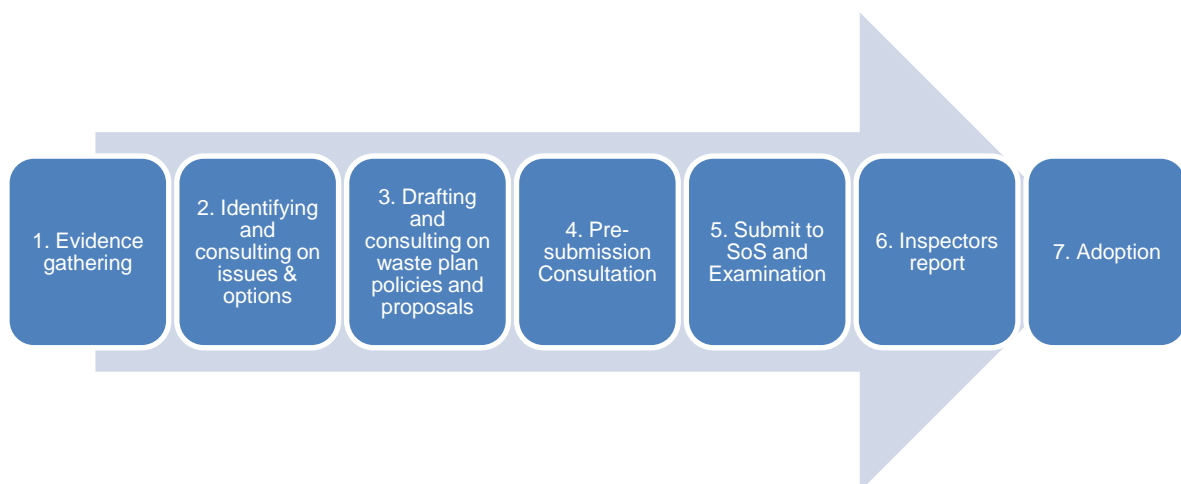 1. Evidence
gathering
2. Identifying
and
consulting on
issues &
options
3. Drafting
and
consulting on
waste plan
policies and
proposals
4. Pre-
submission
Consultation
5. Submit to
SoS and
Examination
6. Inspectors
report
7. Adoption